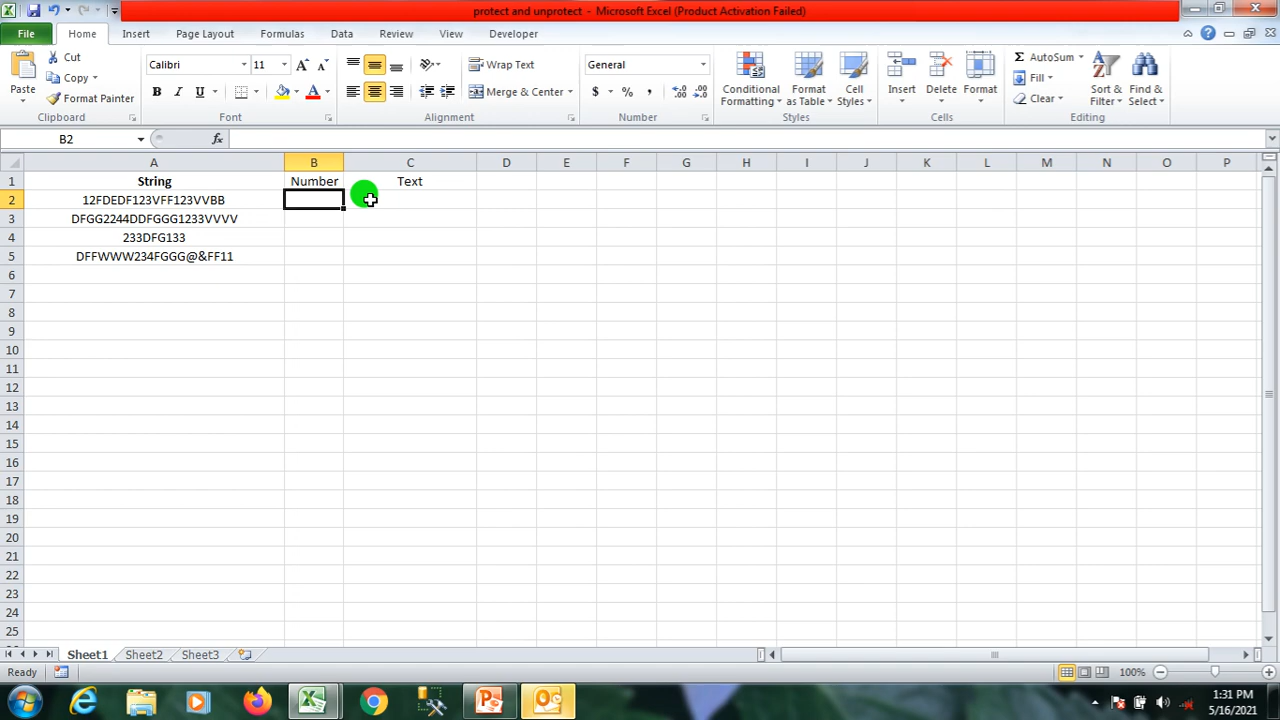 protect and unprotect - Microsoft Excel (Product Activation Failed)
File Home Insert Page Layout Formulas Data Review View Developer
Paste
Cut
Copy
Format Painter
Clipboard
Calibri 11
B I U
Font
Wrap Text
Merge & Center
Alignment
General
$ % ,
Number
Conditional Formatting
Format as Table
Cell Styles
Styles
Insert
Delete
Format
Cells
AutoSum
Fill
Clear
Sort & Filter
Find & Select
Editing
B2 fx
A B C D E F G H I J K L M N O P
1 String Number Text
2 12FDEDF123VFF123VVBB
3 DFGG2244DDFGGG1233VVVV
4 233DFG133
5 DFFWWW234FGGG@&FF11
6
7
8
9
10
11
12
13
14
15
16
17
18
19
20
21
22
23
24
25
Sheet1 Sheet2 Sheet3
Ready 100%
1:31 PM
5/16/2021